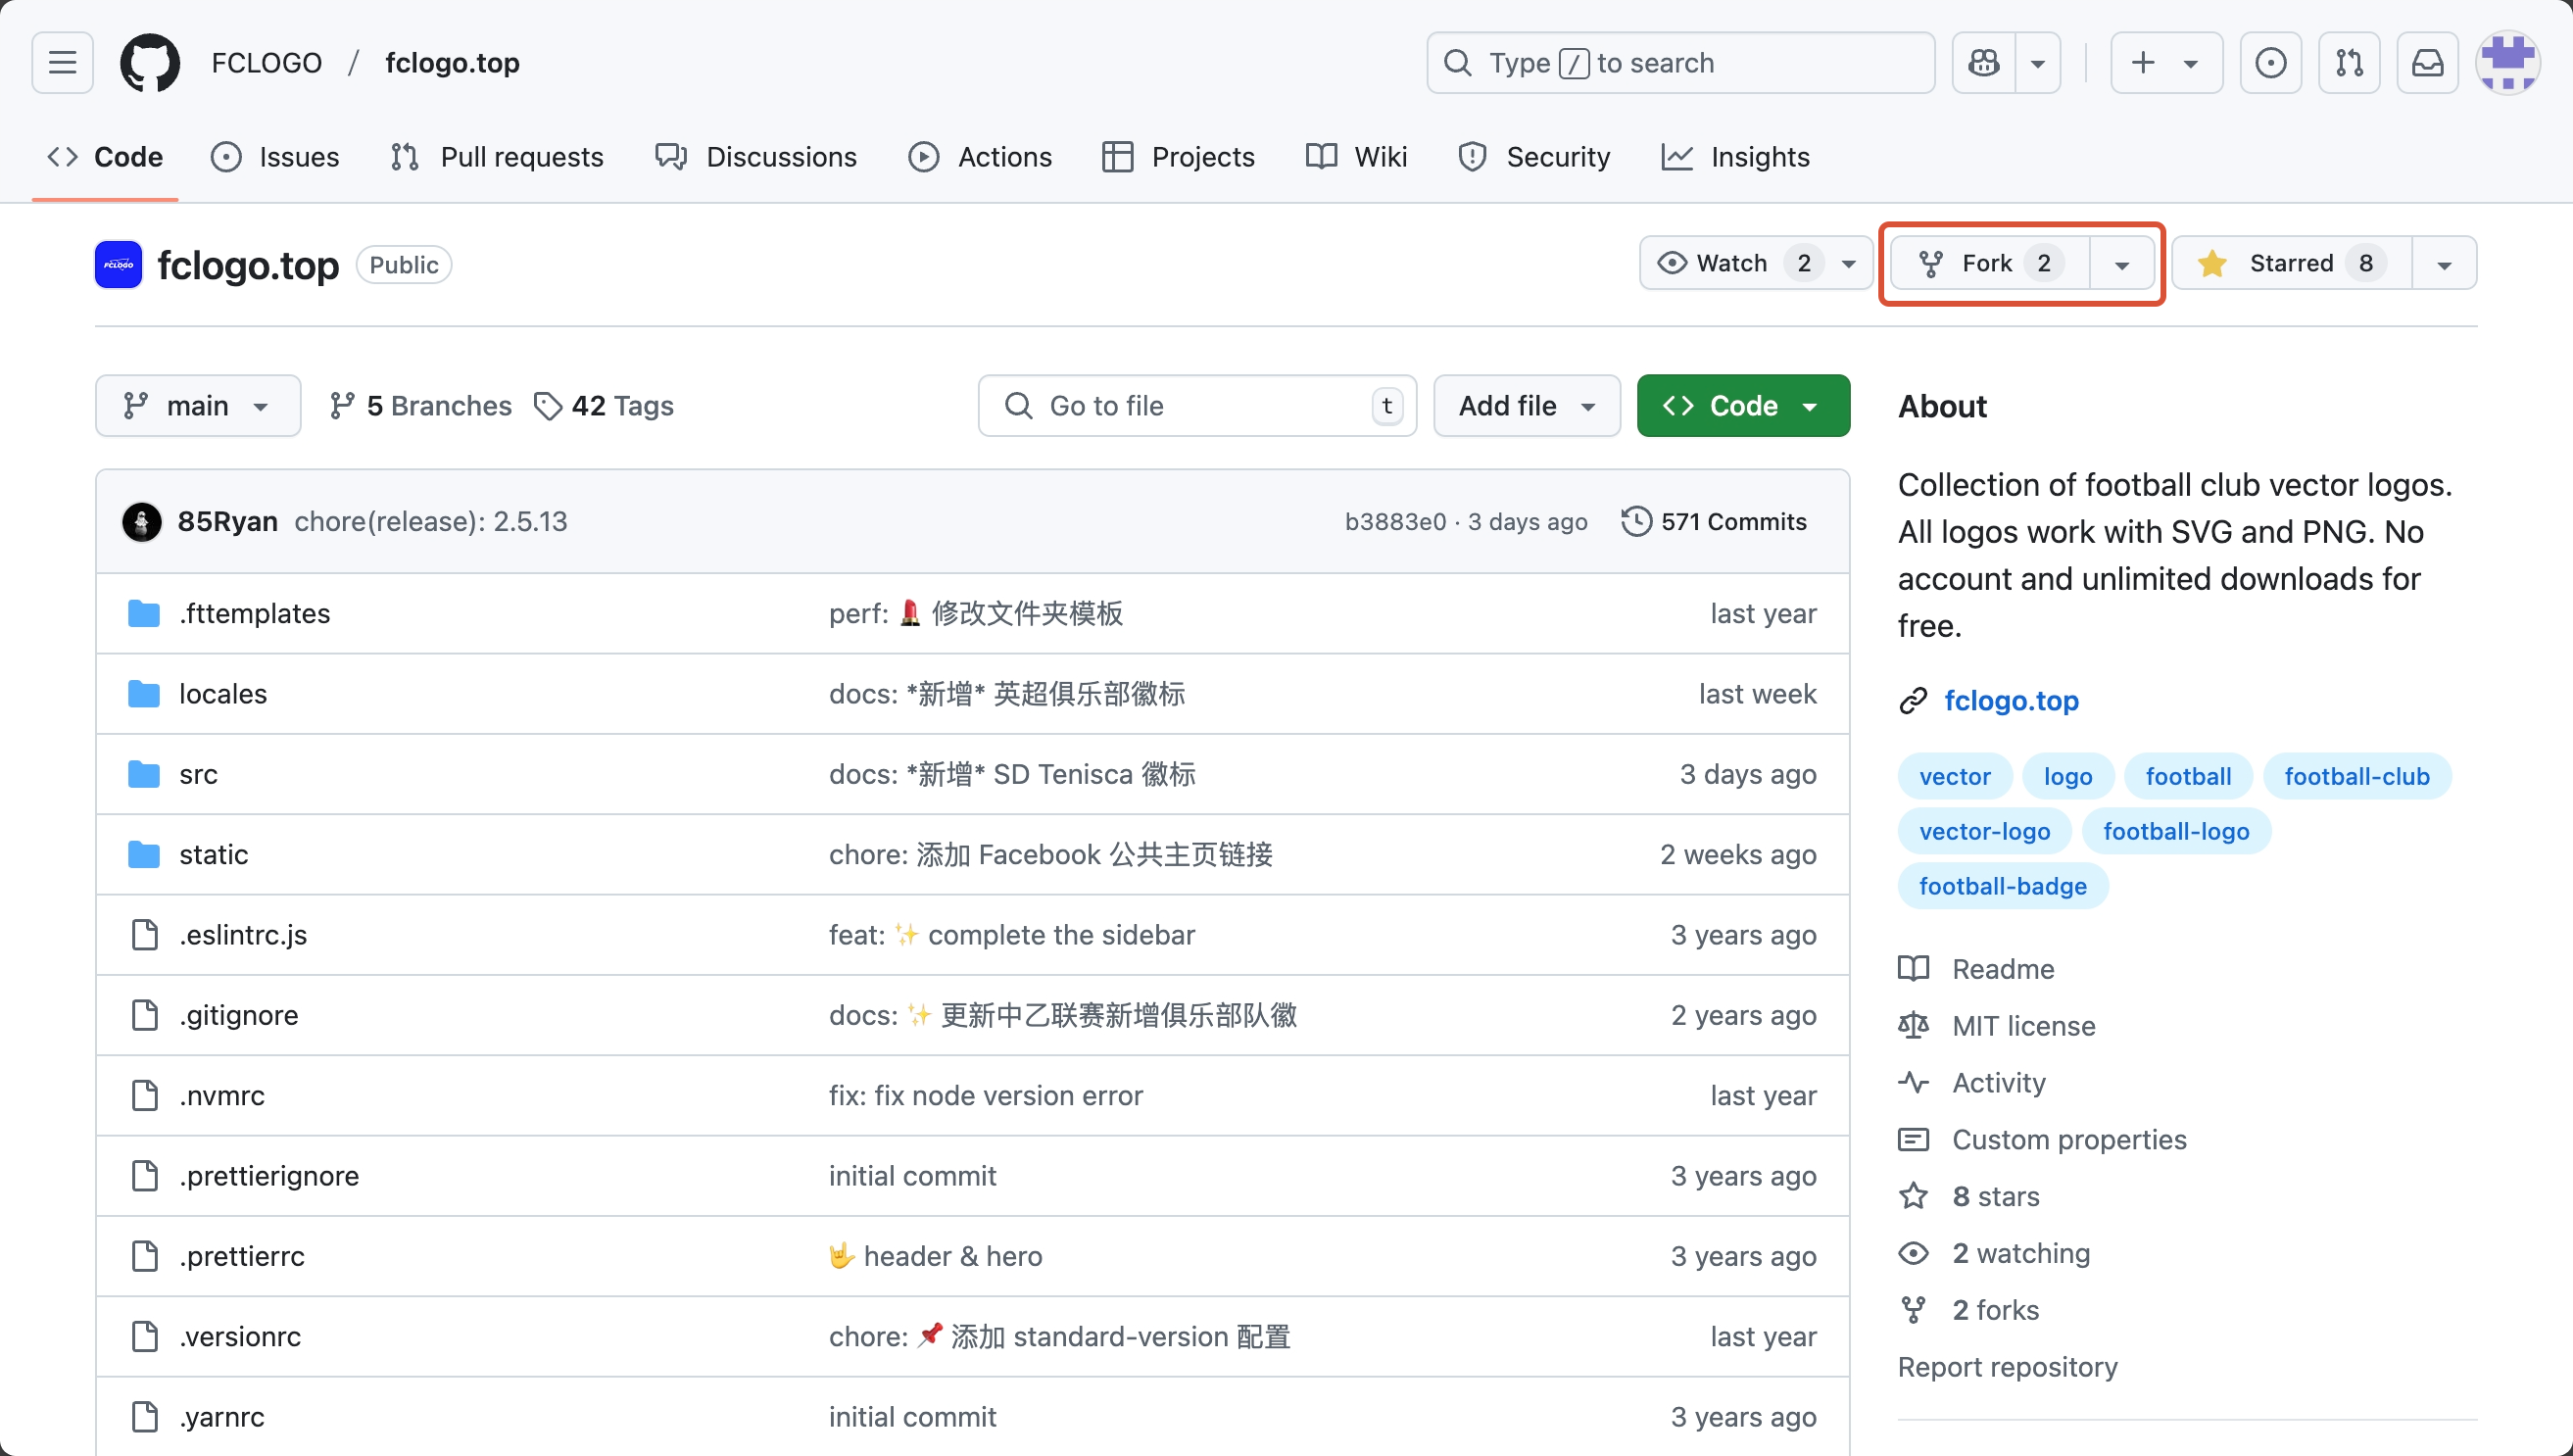 FCLOGO / fclogo.top
Type / to search
Code Issues Pull requests Discussions Actions Projects Wiki Security Insights
FCLOGO
fclogo.top Public
Watch 2 Fork 2 Starred 8
main 5 Branches 42 Tags
Go to file t Add file Code
85Ryan chore(release): 2.5.13 b3883e0 · 3 days ago 571 Commits
.fttemplates perf: 💄 修改文件夹模板 last year
locales docs: *新增* 英超俱乐部徽标 last week
src docs: *新增* SD Tenisca 徽标 3 days ago
static chore: 添加 Facebook 公共主页链接 2 weeks ago
.eslintrc.js feat: ✨ complete the sidebar 3 years ago
.gitignore docs: ✨ 更新中乙联赛新增俱乐部队徽 2 years ago
.nvmrc fix: fix node version error last year
.prettierignore initial commit 3 years ago
.prettierrc 🤟 header & hero 3 years ago
.versionrc chore: 📌 添加 standard-version 配置 last year
.yarnrc initial commit 3 years ago
About
Collection of football club vector logos.
All logos work with SVG and PNG. No
account and unlimited downloads for
free.
fclogo.top
vector logo football football-club
vector-logo football-logo
football-badge
Readme
MIT license
Activity
Custom properties
8 stars
2 watching
2 forks
Report repository